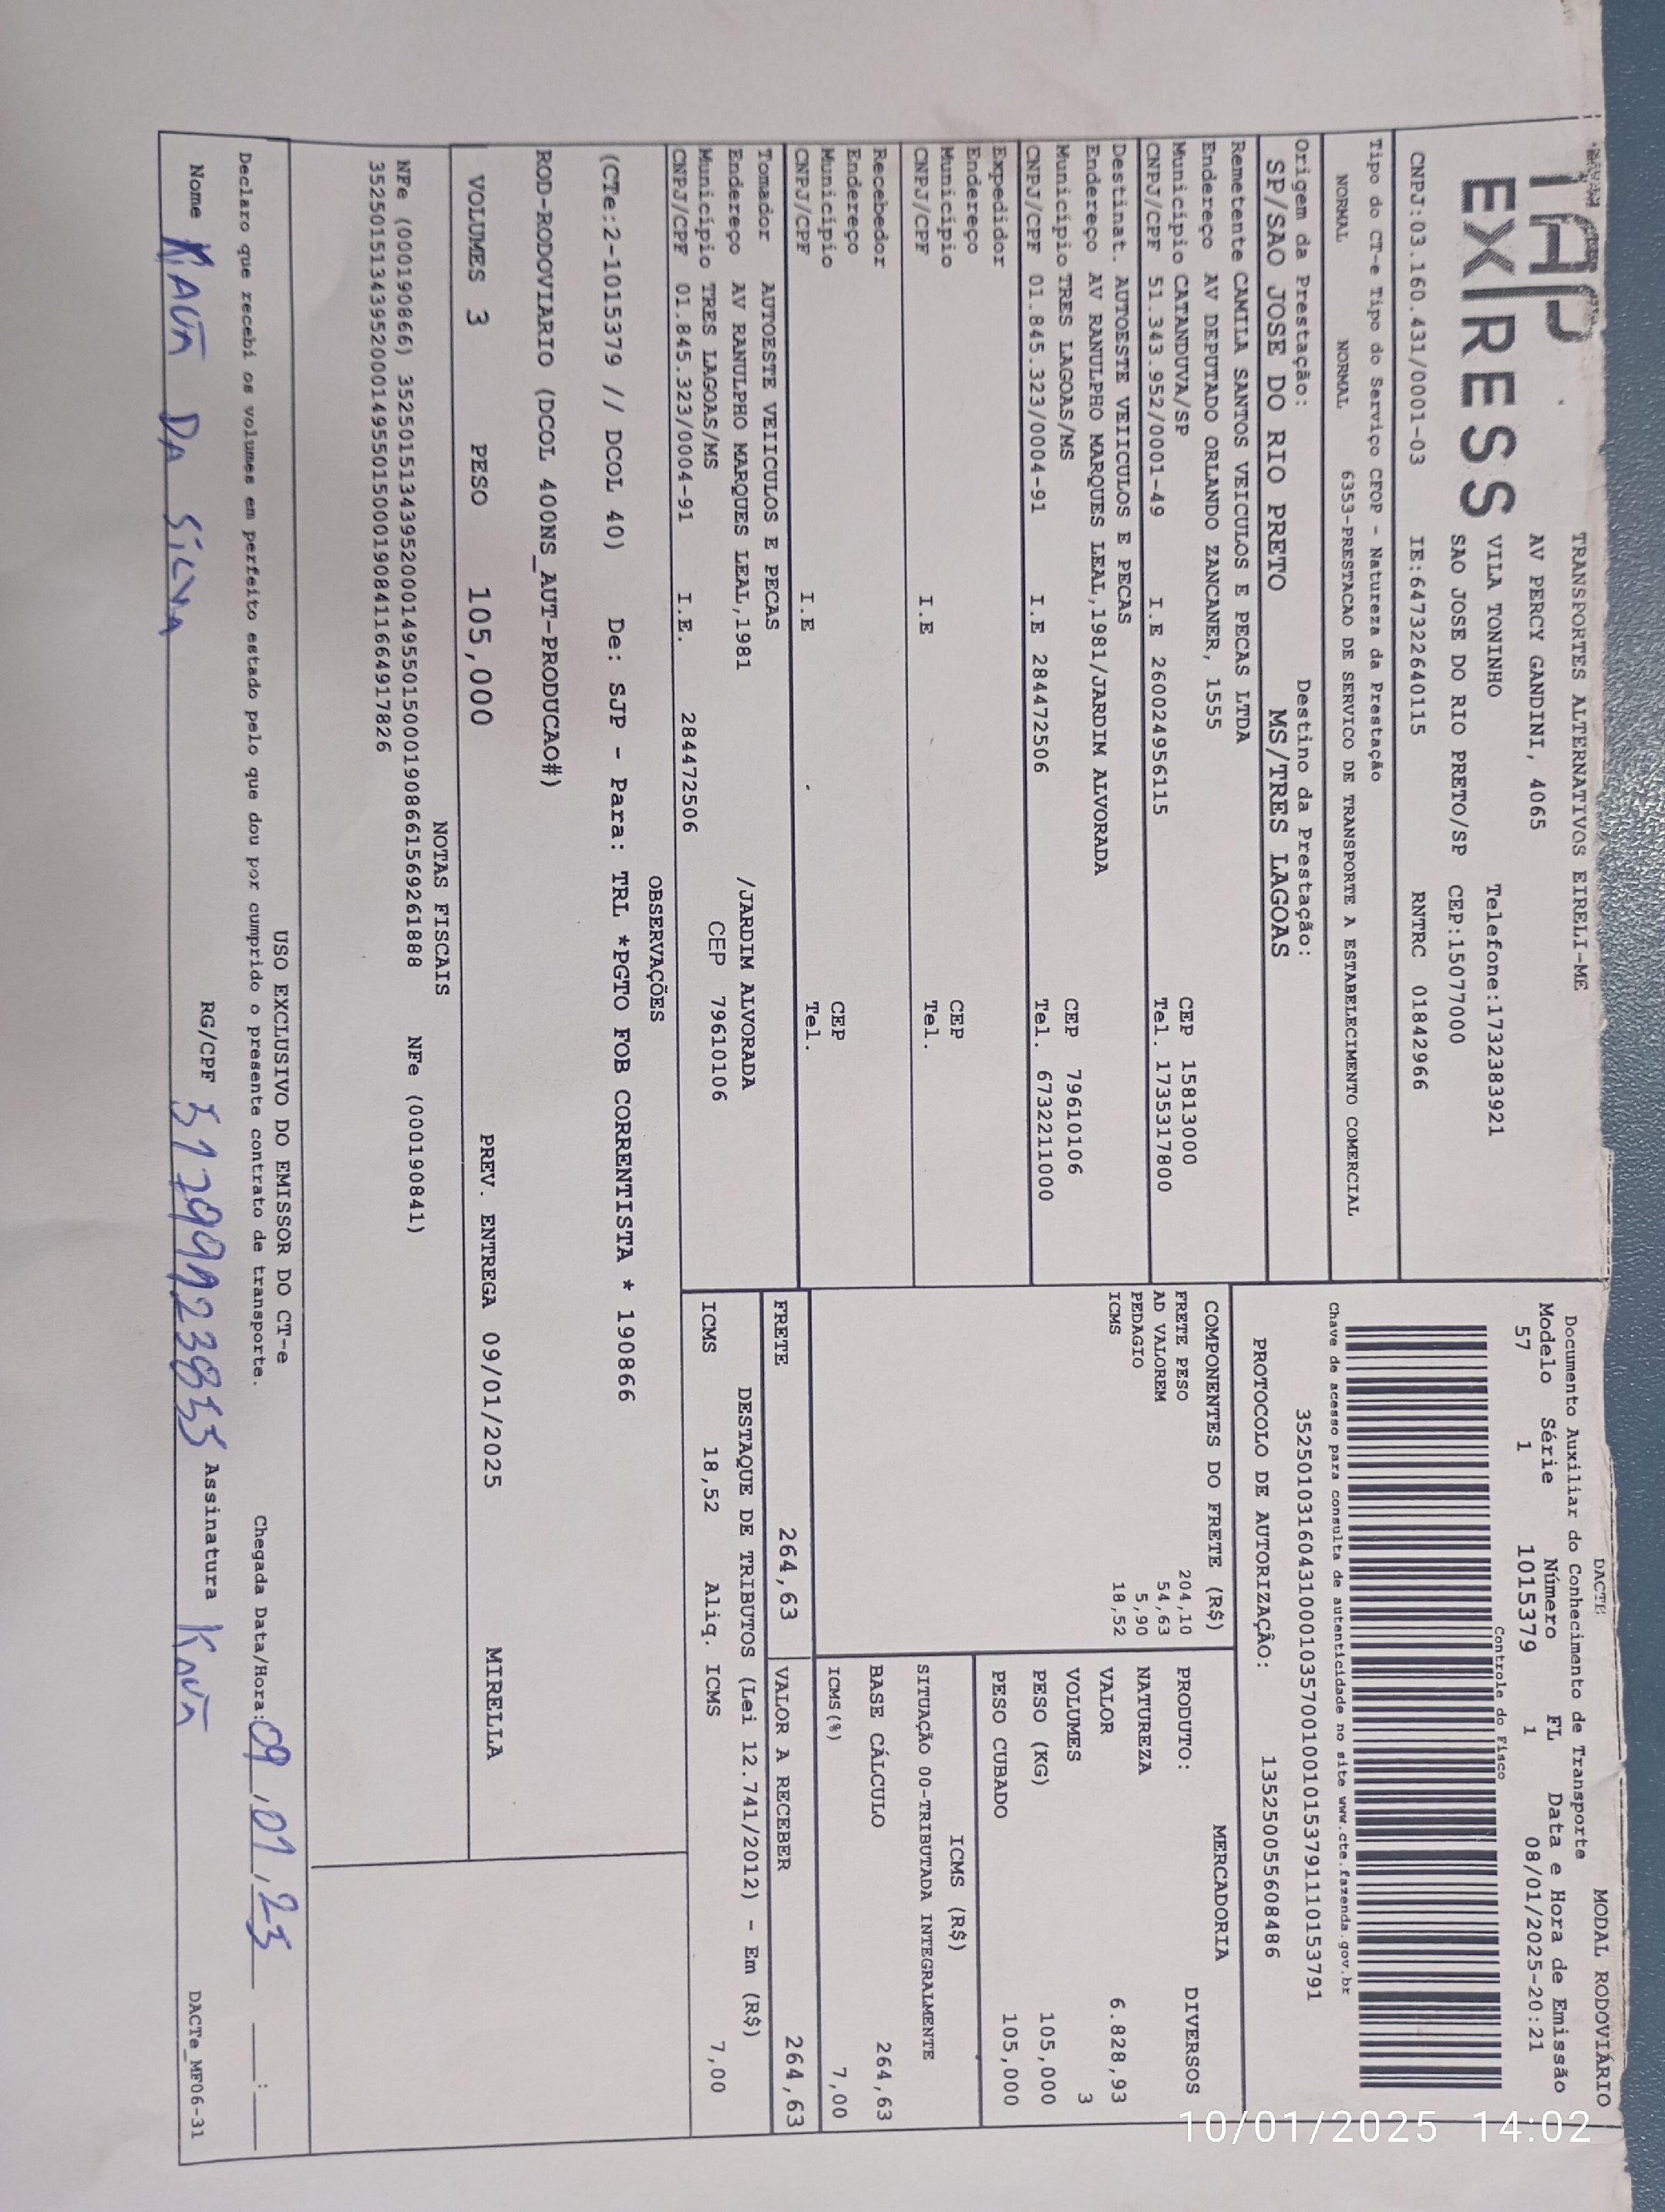 TAP
EXPRESS
TRANSPORTES ALTERNATIVOS EIRELI-ME
AV PERCY GANDINI, 4065
VILA TONINHO Telefone:1732383921
SAO JOSE DO RIO PRETO/SP CEP:15077000
CNPJ:03.160.431/0001-03 IE:647322640115 RNTRC 01842966
Tipo do CT-e Tipo do Serviço CFOP - Natureza da Prestação
NORMAL NORMAL 6353-PRESTACAO DE SERVICO DE TRANSPORTE A ESTABELECIMENTO COMERCIAL
Origem da Prestação: Destino da Prestação:
SP/SAO JOSE DO RIO PRETO MS/TRES LAGOAS
DACTE MODAL RODOVIÁRIO
Documento Auxiliar do Conhecimento de Transporte
Modelo Série Número FL Data e Hora de Emissão
57 1 1015379 1 08/01/2025-20:21
Controle do Fisco
Chave de acesso para consulta de autenticidade no site www.cte.fazenda.gov.br
35250103160431000103570010010153791110153791
PROTOCOLO DE AUTORIZAÇÃO: 135250055608486
Remetente CAMILA SANTOS VEICULOS E PECAS LTDA
Endereço AV DEPUTADO ORLANDO ZANCANER, 1555
Município CATANDUVA/SP CEP 15813000
CNPJ/CPF 51.343.952/0001-49 I.E 260024956115 Tel. 1735317800
Destinat. AUTOESTE VEIICULOS E PECAS
Endereço AV RANULPHO MARQUES LEAL,1981/JARDIM ALVORADA
Município TRES LAGOAS/MS CEP 79610106
CNPJ/CPF 01.845.323/0004-91 I.E 284472506 Tel. 673221​1000
Expedidor
Endereço
Município CEP
CNPJ/CPF I.E Tel.
Recebedor
Endereço
Município CEP
CNPJ/CPF I.E Tel.
Tomador AUTOESTE VEIICULOS E PECAS
Endereço AV RANULPHO MARQUES LEAL,1981 /JARDIM ALVORADA
Município TRES LAGOAS/MS CEP 79610106
CNPJ/CPF 01.845.323/0004-91 I.E. 284472506
COMPONENTES DO FRETE (R$)
FRETE PESO 204,10
AD VALOREM 54,63
PEDAGIO 5,90
ICMS 18,52
MERCADORIA
PRODUTO: DIVERSOS
NATUREZA
VALOR 6.828,93
VOLUMES 3
PESO (KG) 105,000
PESO CUBADO 105,000
ICMS (R$)
SITUAÇÃO 00-TRIBUTADA INTEGRALMENTE
BASE CÁLCULO 264,63
ICMS(%) 7,00
FRETE 264,63 VALOR A RECEBER 264,63
DESTAQUE DE TRIBUTOS (Lei 12.741/2012) - Em (R$)
ICMS 18,52 Aliq. ICMS 7,00
OBSERVAÇÕES
(CTe:2-1015379 // DCOL 40) De: SJP - Para: TRL *PGTO FOB CORRENTISTA * 190866
ROD-RODOVIARIO (DCOL 400NS_AUT-PRODUCAO#)
VOLUMES 3 PESO 105,000 PREV. ENTREGA 09/01/2025 MIRELLA
NOTAS FISCAIS
NFe (000190866) 35250151343952000149550150001908661569261888 NFe (000190841)
35250151343952000149550150001908411664917826
USO EXCLUSIVO DO EMISSOR DO CT-e
Declaro que recebi os volumes em perfeito estado pelo que dou por cumprido o presente contrato de transporte. Chegada Data/Hora: 09/01/25 __:__
Nome KAUÃ DA SILVA RG/CPF Assinatura Kauã
DACTe_MF06-31
10/01/2025 14:02